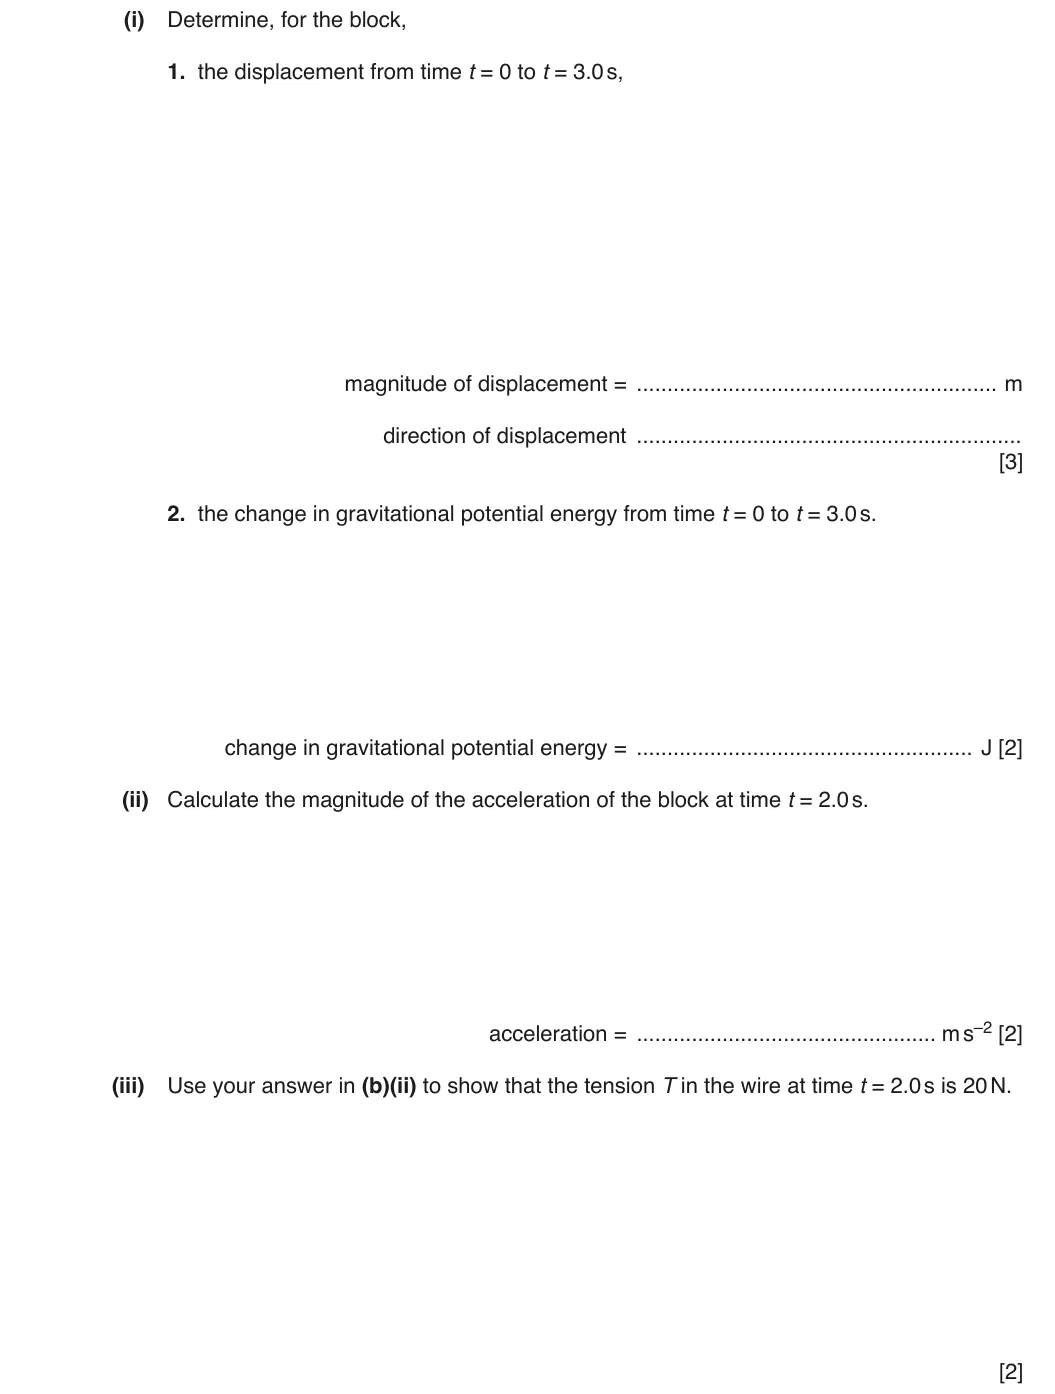 (i) Determine, for the block,
1. the displacement from time t = 0 to t = 3.0 s,
magnitude of displacement = ........................................................... m
direction of displacement ...............................................................
[3]
2. the change in gravitational potential energy from time t = 0 to t = 3.0 s.
change in gravitational potential energy = ....................................................... J [2]
(ii) Calculate the magnitude of the acceleration of the block at time t = 2.0 s.
acceleration = ................................................. m s⁻² [2]
(iii) Use your answer in (b)(ii) to show that the tension T in the wire at time t = 2.0 s is 20 N.
[2]